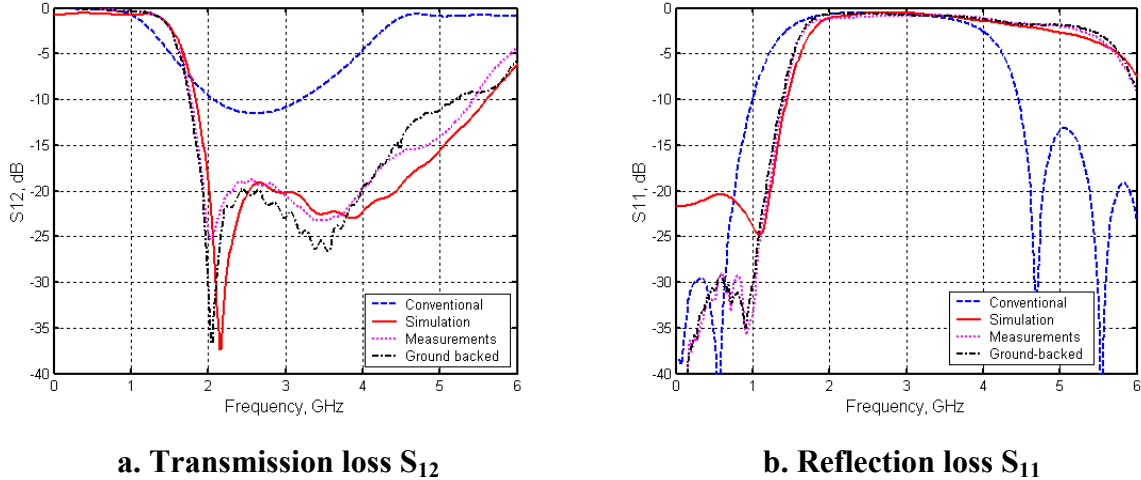 0
-5
-10
-15
-20
-25
-30
-35
-40
S12, dB
Conventional
Simulation
Measurements
Ground backed
0 1 2 3 4 5 6
Frequency, GHz
a. Transmission loss S12
0
-5
-10
-15
-20
-25
-30
-35
-40
S11, dB
Conventional
Simulation
Measurements
Ground-backed
0 1 2 3 4 5 6
Frequency, GHz
b. Reflection loss S11